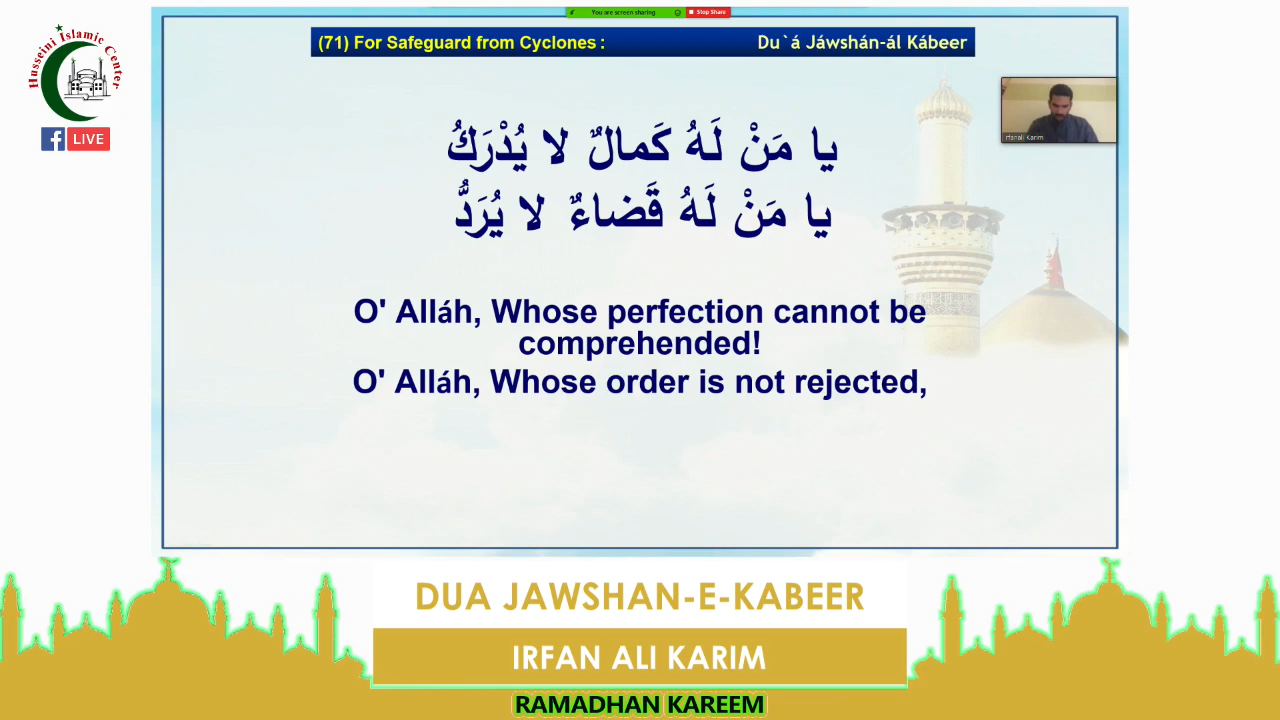 You are screen sharing
Stop Share
Husseini Islamic Center
LIVE
(71) For Safeguard from Cyclones :
Du`á Jáwshán-ál Kábeer
Irfanali Karim
يا مَنْ لَهُ كَمالٌ لا يُدْرَكُ
يا مَنْ لَهُ قَضاءٌ لا يُرَدُّ
O' Alláh, Whose perfection cannot be
comprehended!
O' Alláh, Whose order is not rejected,
DUA JAWSHAN-E-KABEER
IRFAN ALI KARIM
RAMADHAN KAREEM